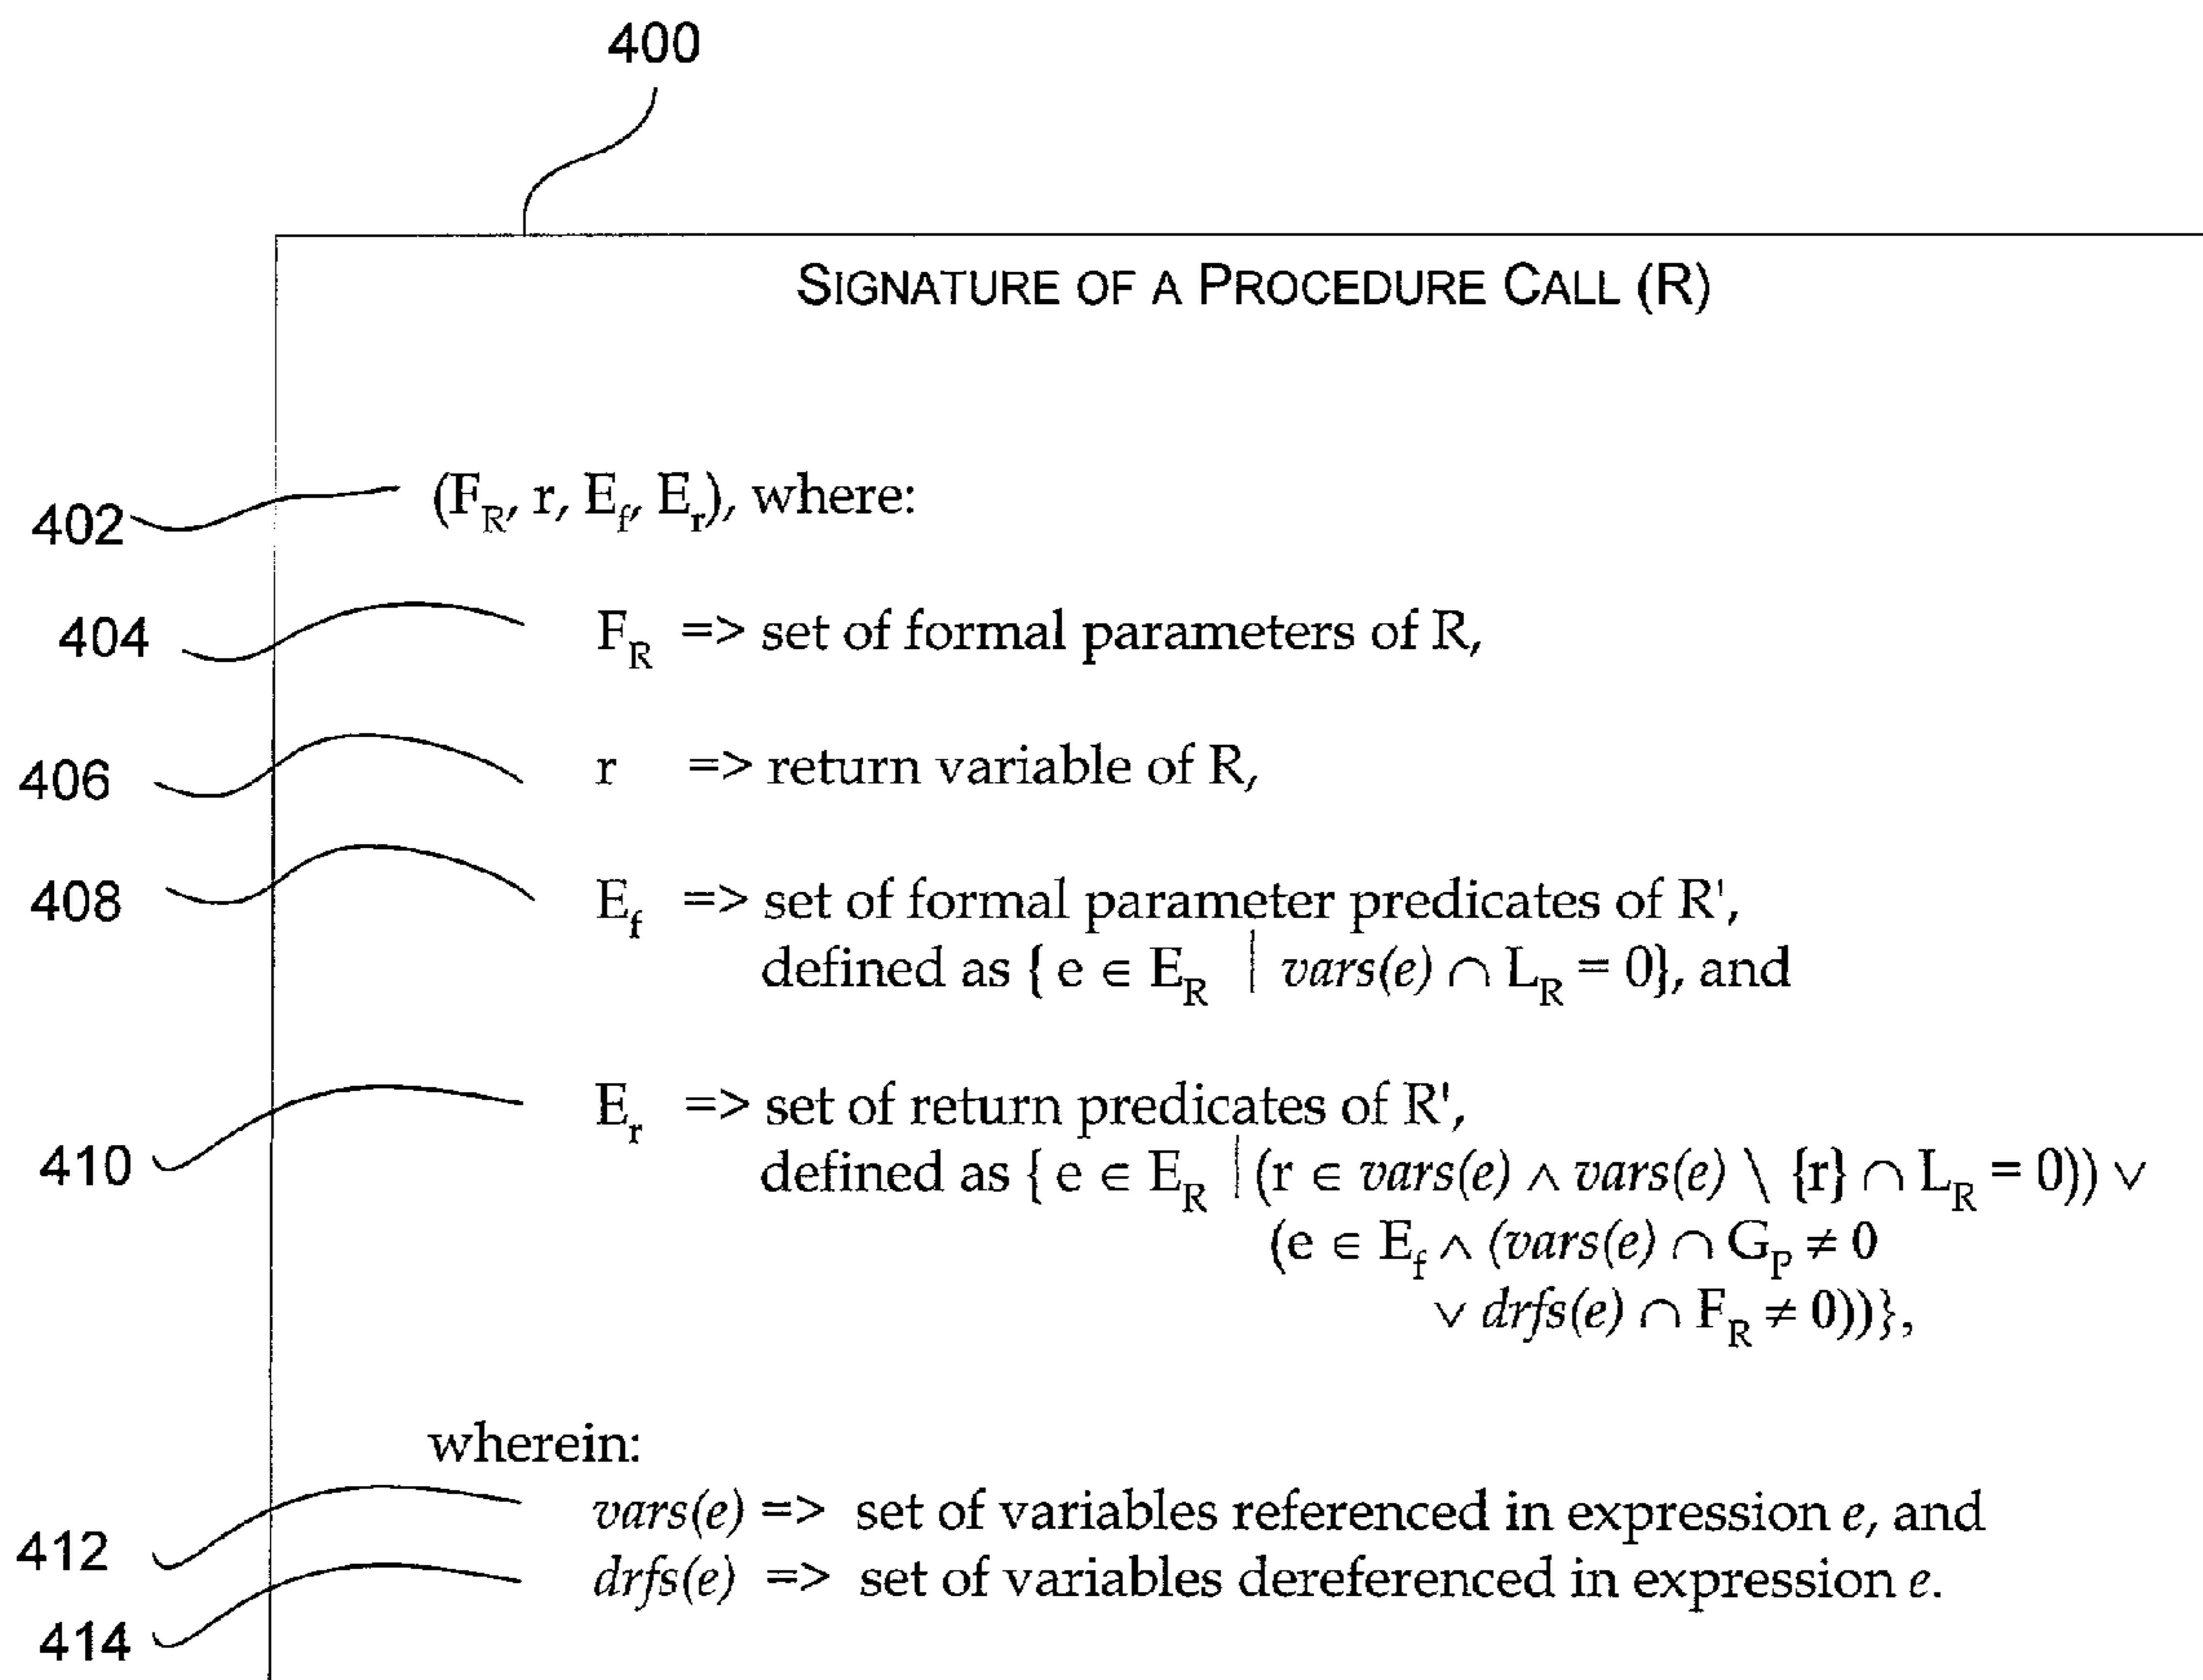 400
SIGNATURE OF A PROCEDURE CALL (R)
402 (F_R, r, E_f, E_r), where:
404 F_R => set of formal parameters of R,
406 r => return variable of R,
408 E_f => set of formal parameter predicates of R',
defined as { e ∈ E_R | vars(e) ∩ L_R = 0}, and
410 E_r => set of return predicates of R',
defined as { e ∈ E_R | (r ∈ vars(e) ∧ vars(e) \ {r} ∩ L_R = 0)) ∨
(e ∈ E_f ∧ (vars(e) ∩ G_P ≠ 0
∨ drfs(e) ∩ F_R ≠ 0))},
wherein:
412 vars(e) => set of variables referenced in expression e, and
414 drfs(e) => set of variables dereferenced in expression e.